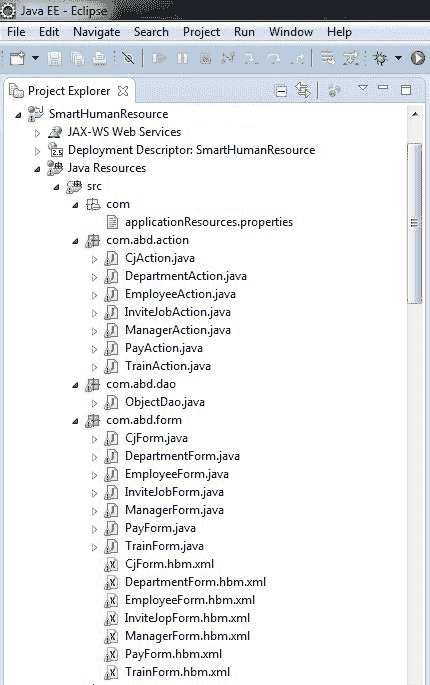 Java EE - Eclipse
File Edit Navigate Search Project Run Window Help
Project Explorer
SmartHumanResource
JAX-WS Web Services
Deployment Descriptor: SmartHumanResource
Java Resources
src
com
applicationResources.properties
com.abd.action
CjAction.java
DepartmentAction.java
EmployeeAction.java
InviteJobAction.java
ManagerAction.java
PayAction.java
TrainAction.java
com.abd.dao
ObjectDao.java
com.abd.form
CjForm.java
DepartmentForm.java
EmployeeForm.java
InviteJobForm.java
ManagerForm.java
PayForm.java
TrainForm.java
CjForm.hbm.xml
DepartmentForm.hbm.xml
EmployeeForm.hbm.xml
InviteJopForm.hbm.xml
ManagerForm.hbm.xml
PayForm.hbm.xml
TrainForm.hbm.xml